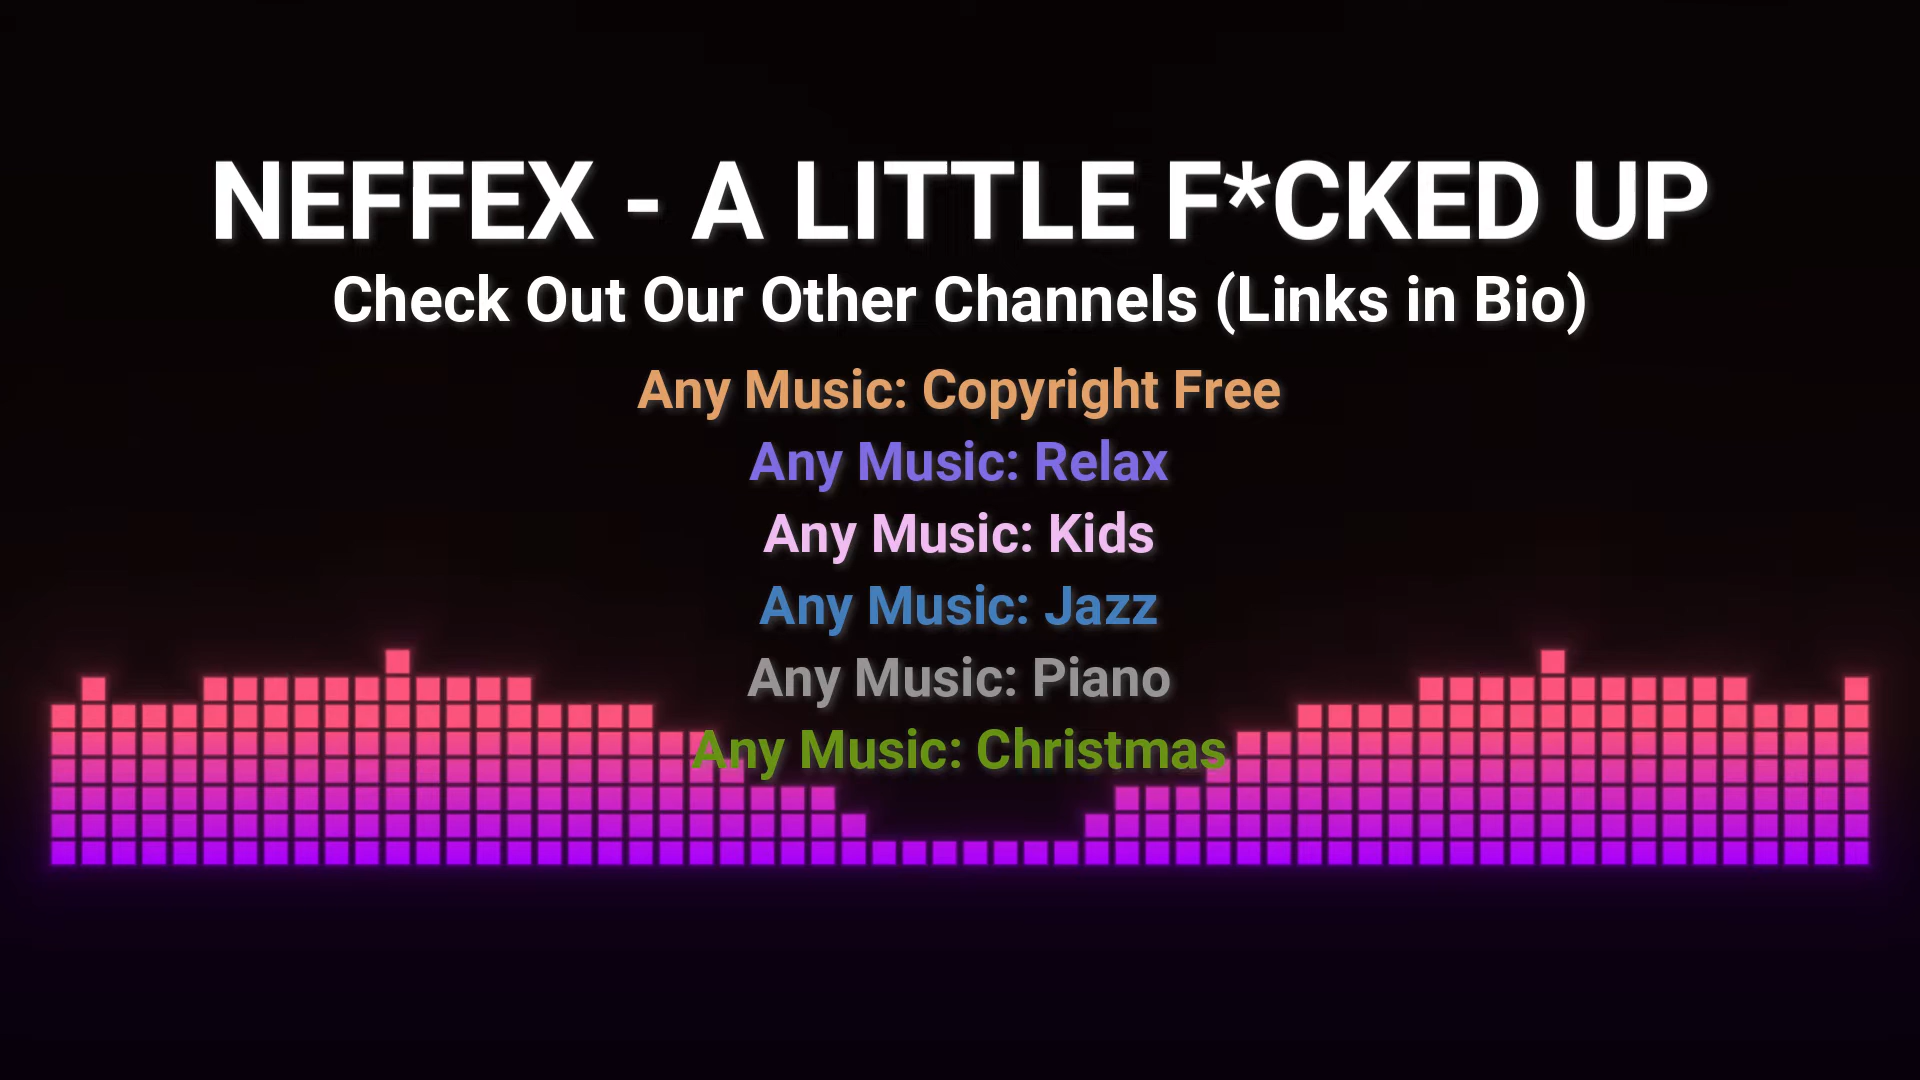 NEFFEX - A LITTLE F*CKED UP
Check Out Our Other Channels (Links in Bio)
Any Music: Copyright Free
Any Music: Relax
Any Music: Kids
Any Music: Jazz
Any Music: Piano
Any Music: Christmas